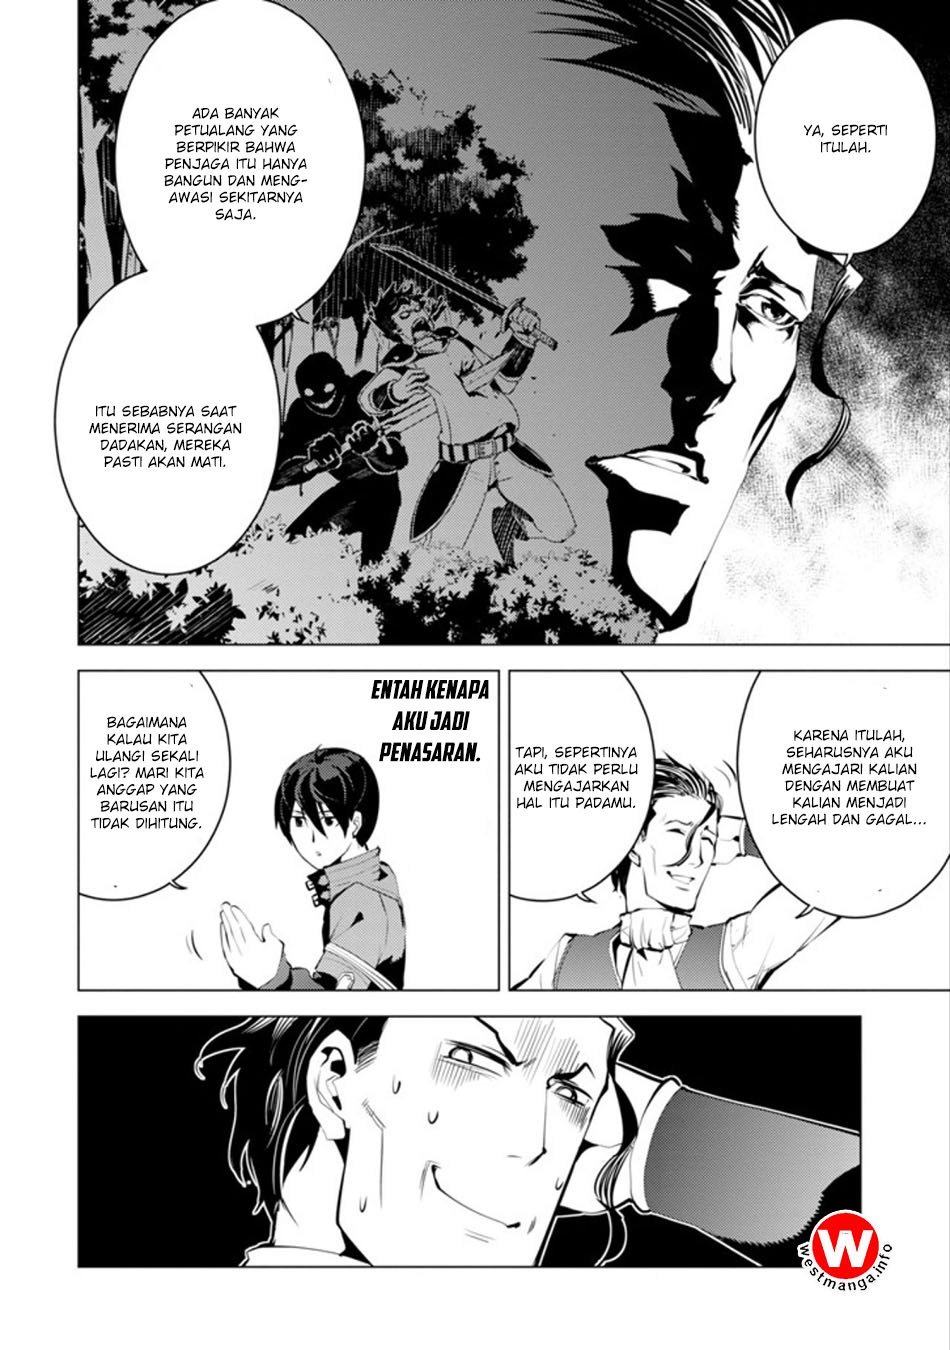 YA, SEPERTI
ITULAH.
ADA BANYAK
PETUALANG YANG
BERPIKIR BAHWA
PENJAGA ITU HANYA
BANGUN DAN MENG-
AWASI SEKITARNYA
SAJA.
ITU SEBABNYA SAAT
MENERIMA SERANGAN
DADAKAN, MEREKA
PASTI AKAN MATI.
KARENA ITULAH,
SEHARUSNYA AKU
MENGAJARI KALIAN
DENGAN MEMBUAT
KALIAN MENJADI
LENGAH DAN GAGAL...
TAPI, SEPERTINYA
AKU TIDAK PERLU
MENGAJARKAN
HAL ITU PADAMU.
ENTAH KENAPA
AKU JADI
PENASARAN.
BAGAIMANA
KALAU KITA
ULANGI SEKALI
LAGI? MARI KITA
ANGGAP YANG
BARUSAN ITU
TIDAK DIHITUNG.
W
westmanga.info